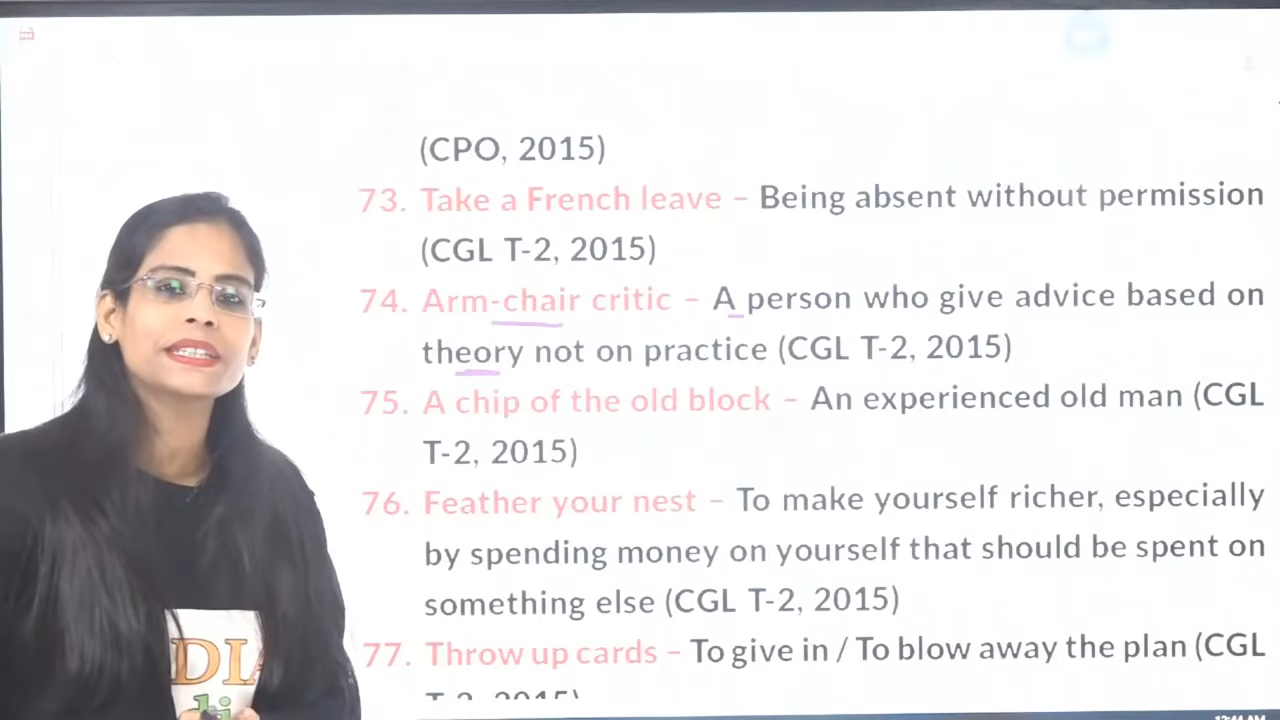 (CPO, 2015)
73. Take a French leave – Being absent without permission
(CGL T-2, 2015)
74. Arm-chair critic – A person who give advice based on
theory not on practice (CGL T-2, 2015)
75. A chip of the old block – An experienced old man (CGL
T-2, 2015)
76. Feather your nest – To make yourself richer, especially
by spending money on yourself that should be spent on
something else (CGL T-2, 2015)
77. Throw up cards – To give in / To blow away the plan (CGL
T-2, 2015)
DIA